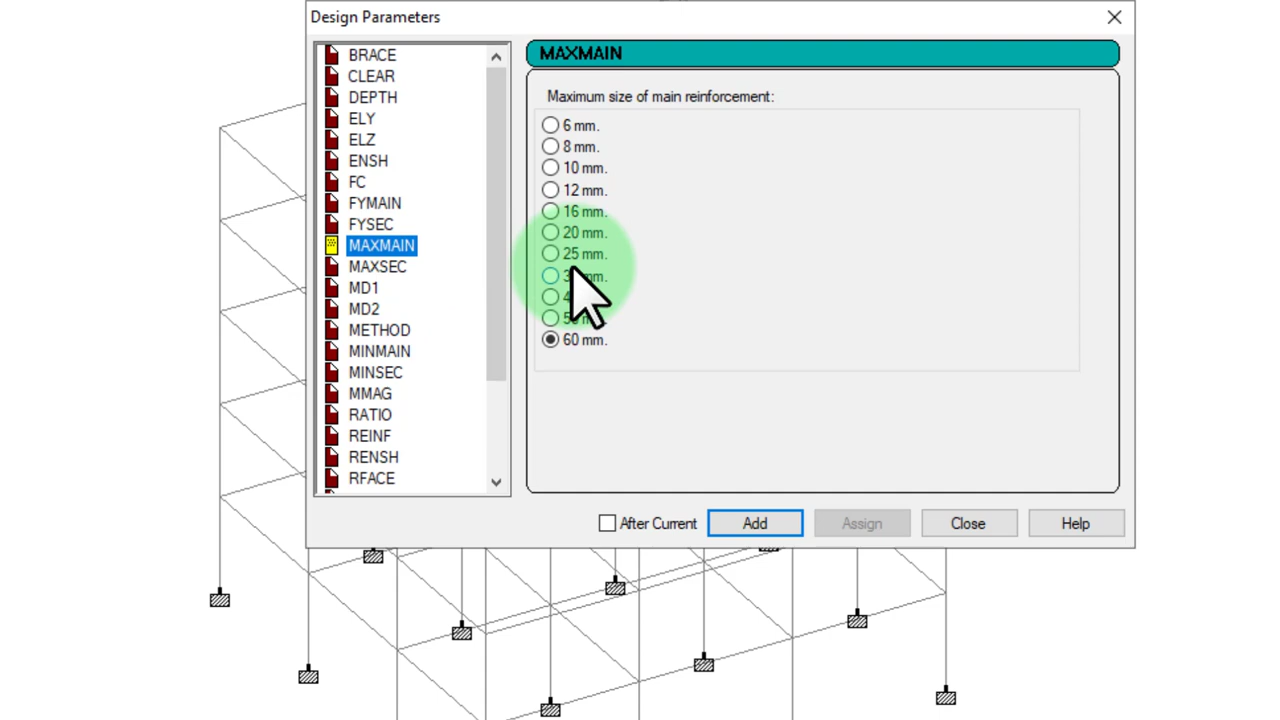 Design Parameters
BRACE
CLEAR
DEPTH
ELY
ELZ
ENSH
FC
FYMAIN
FYSEC
MAXMAIN
MAXSEC
MD1
MD2
METHOD
MINMAIN
MINSEC
MMAG
RATIO
REINF
RENSH
RFACE
MAXMAIN
Maximum size of main reinforcement:
6 mm.
8 mm.
10 mm.
12 mm.
16 mm.
20 mm.
25 mm.
mm.
60 mm.
After Current
Add
Assign
Close
Help